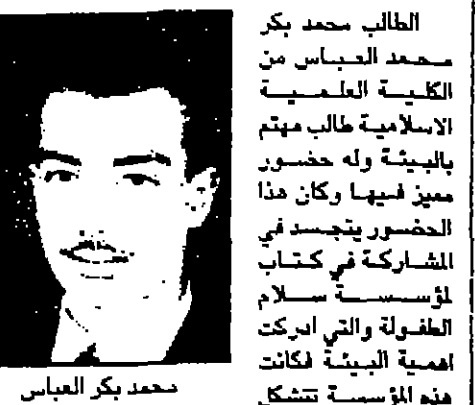 الطالب محمد بكر
محمد العباس من
الكلية العلمية
الاسلامية طالب مهتم
بالبيئة وله حضور
مميز فيها وكان هذا
الحضور يتجسد في
المشاركة في كتاب
لمؤسسة سلام
الطفولة والتي ادركت
اهمية البيئة فكانت
هذه المؤسسة تتشكل
محمد بكر العباس